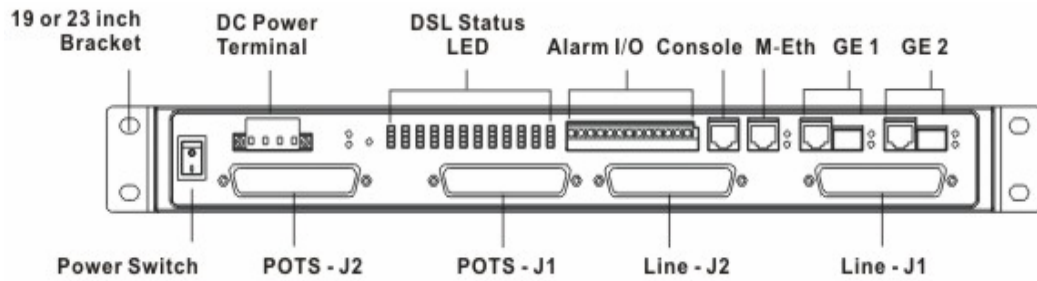 19 or 23 inch
Bracket
DC Power
Terminal
DSL Status
LED
Alarm I/O
Console
M-Eth
GE 1
GE 2
Power Switch
POTS - J2
POTS - J1
Line - J2
Line - J1